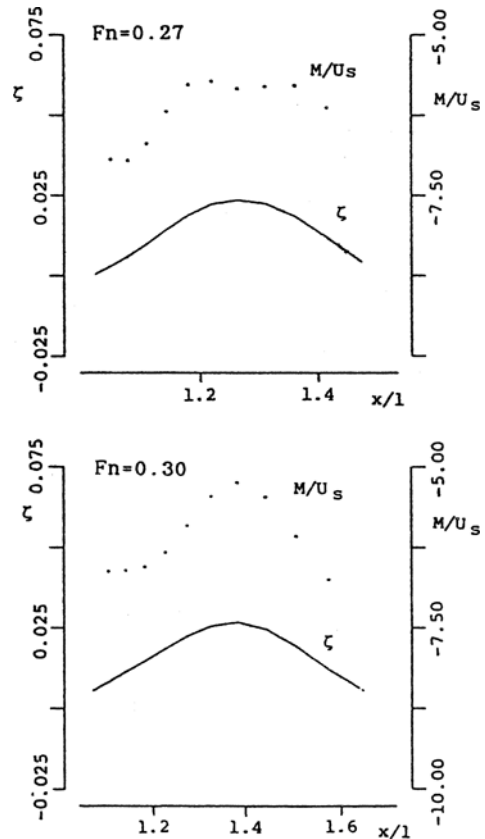 0.075
Fn=0.27
-5.00
M/Us
ζ
M/Us
0.025
-7.50
ζ
-0.025
1.2
1.4
x/l
0.075
Fn=0.30
-5.00
M/Us
ζ
M/Us
0.025
-7.50
ζ
-0.025
-10.00
1.2
1.4
1.6
x/l